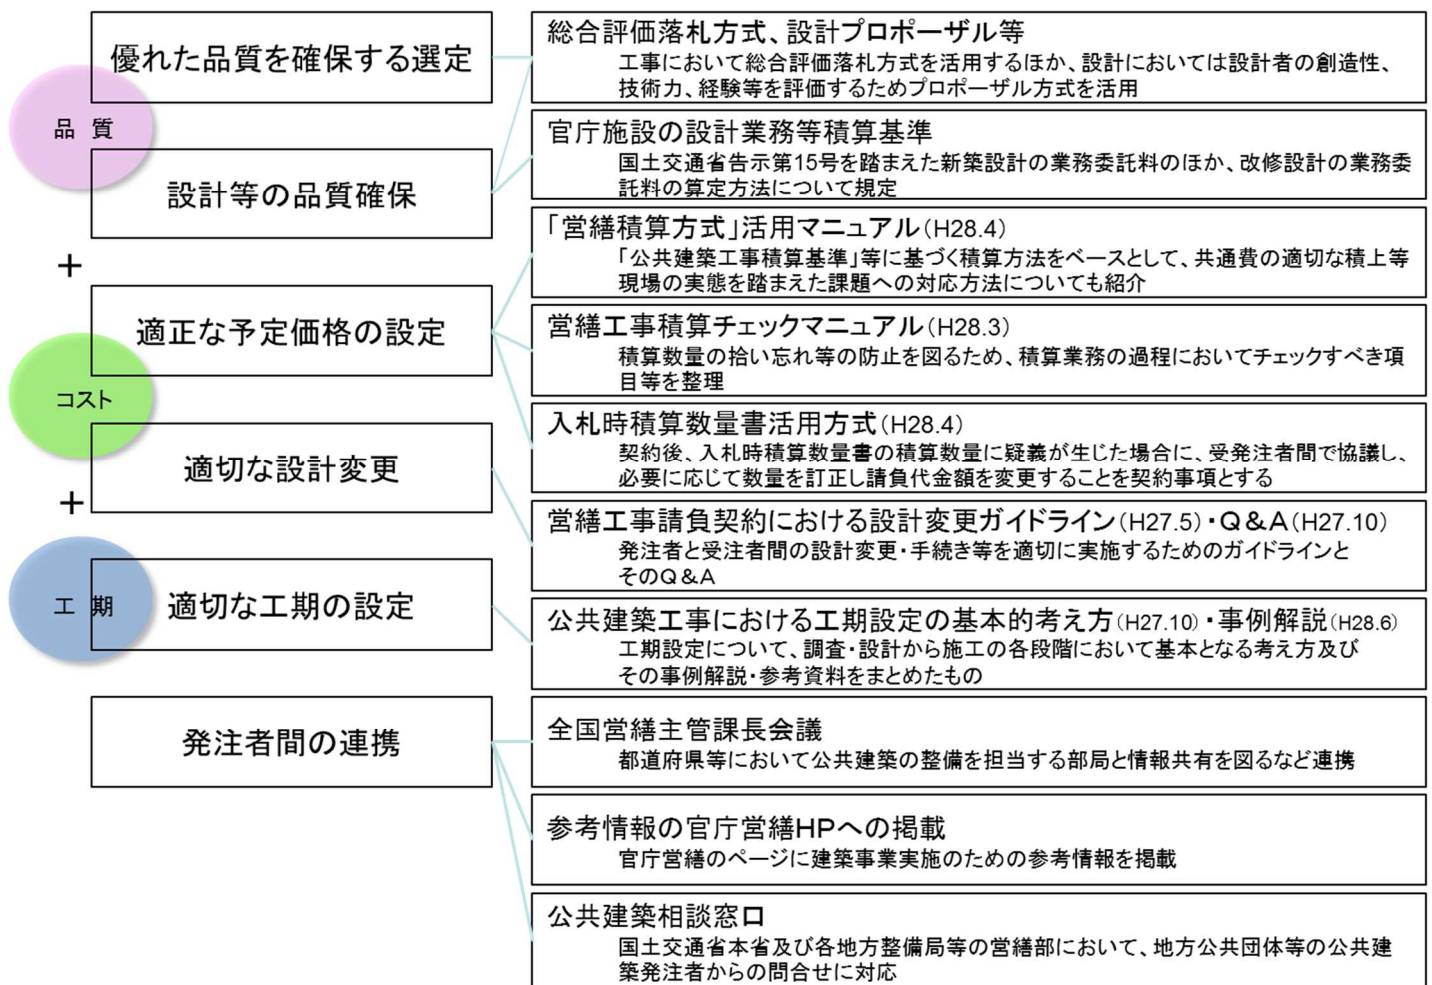 品 質
+
コスト
+
工 期
優れた品質を確保する選定
設計等の品質確保
適正な予定価格の設定
適切な設計変更
適切な工期の設定
発注者間の連携
総合評価落札方式、設計プロポーザル等
工事において総合評価落札方式を活用するほか、設計においては設計者の創造性、
技術力、経験等を評価するためプロポーザル方式を活用
官庁施設の設計業務等積算基準
国土交通省告示第15号を踏まえた新築設計の業務委託料のほか、改修設計の業務委
託料の算定方法について規定
「営繕積算方式」活用マニュアル(H28.4)
「公共建築工事積算基準」等に基づく積算方法をベースとして、共通費の適切な積上等
現場の実態を踏まえた課題への対応方法についても紹介
営繕工事積算チェックマニュアル(H28.3)
積算数量の拾い忘れ等の防止を図るため、積算業務の過程においてチェックすべき項
目等を整理
入札時積算数量書活用方式(H28.4)
契約後、入札時積算数量書の積算数量に疑義が生じた場合に、受発注者間で協議し、
必要に応じて数量を訂正し請負代金額を変更することを契約事項とする
営繕工事請負契約における設計変更ガイドライン(H27.5)・Q&A(H27.10)
発注者と受注者間の設計変更・手続き等を適切に実施するためのガイドラインと
そのQ&A
公共建築工事における工期設定の基本的考え方(H27.10)・事例解説(H28.6)
工期設定について、調査・設計から施工の各段階において基本となる考え方及び
その事例解説・参考資料をまとめたもの
全国営繕主管課長会議
都道府県等において公共建築の整備を担当する部局と情報共有を図るなど連携
参考情報の官庁営繕HPへの掲載
官庁営繕のページに建築事業実施のための参考情報を掲載
公共建築相談窓口
国土交通省本省及び各地方整備局等の営繕部において、地方公共団体等の公共建
築発注者からの問合せに対応